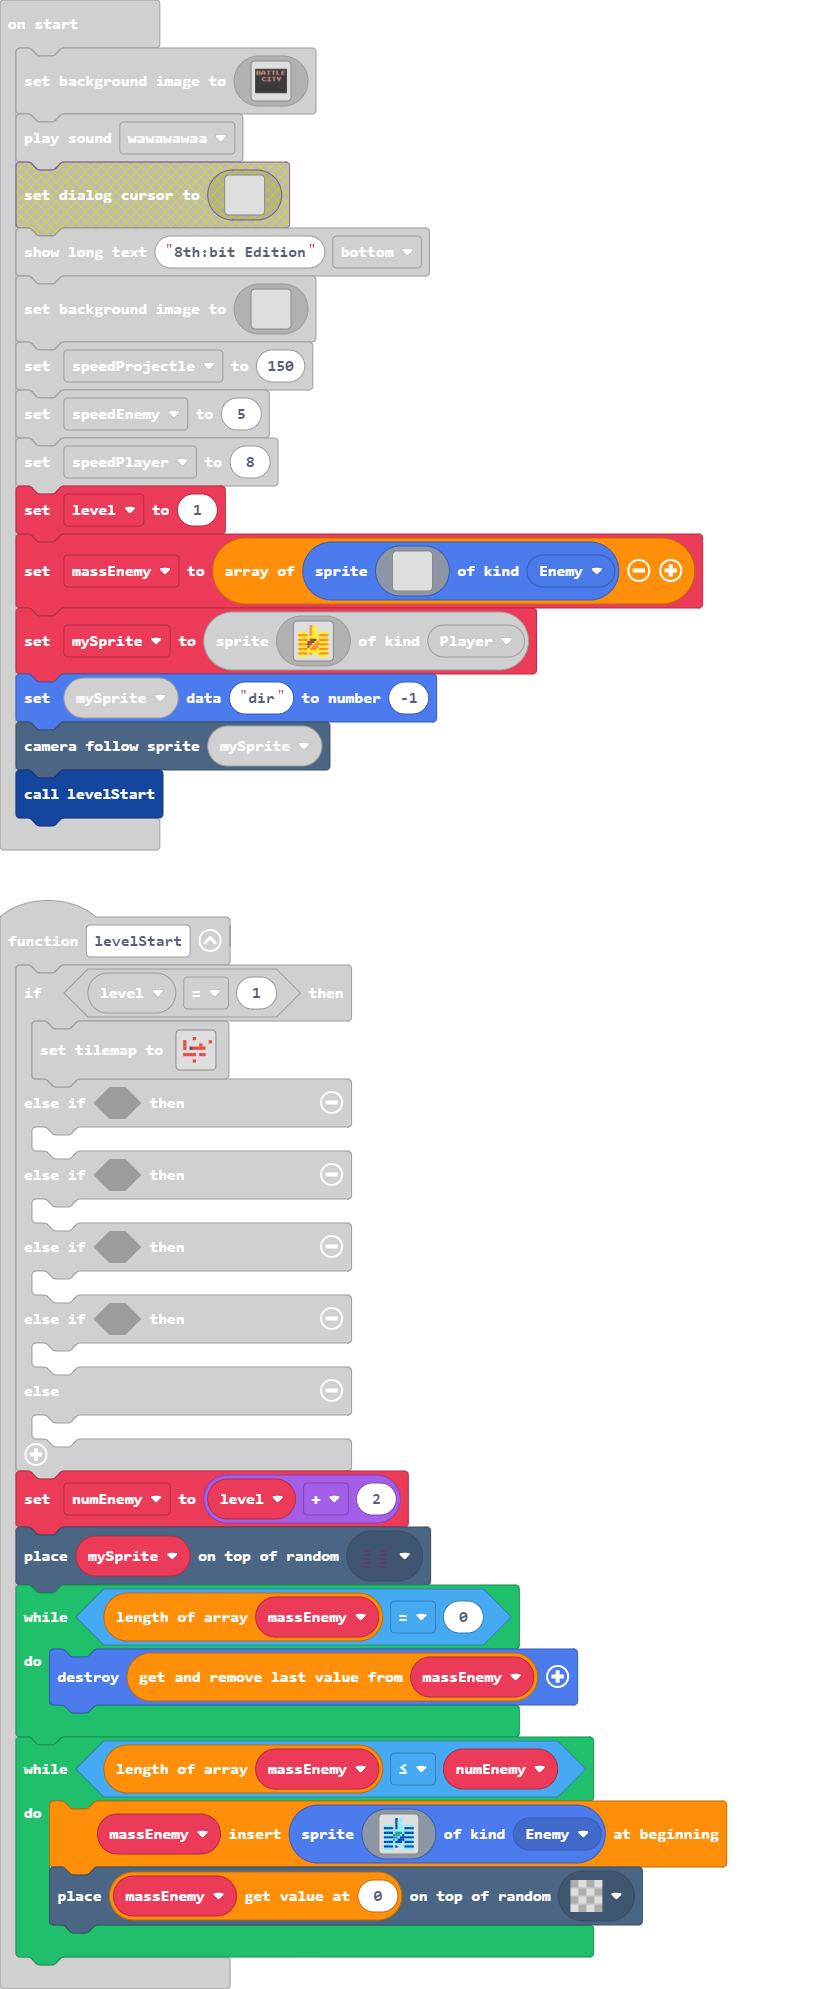 on start
set background image to BATTLE CITY
play sound wawawawaa
set dialog cursor to
show long text "8th:bit Edition" bottom
set background image to
set speedProjectle to 150
set speedEnemy to 5
set speedPlayer to 8
set level to 1
set massEnemy to array of sprite of kind Enemy
set mySprite to sprite of kind Player
set mySprite data "dir" to number -1
camera follow sprite mySprite
call levelStart
function levelStart
if level = 1 then
set tilemap to
else if then
else if then
else if then
else if then
else
set numEnemy to level + 2
place mySprite on top of random
while length of array massEnemy = 0
do
destroy get and remove last value from massEnemy
while length of array massEnemy ≤ numEnemy
do
massEnemy insert sprite of kind Enemy at beginning
place massEnemy get value at 0 on top of random